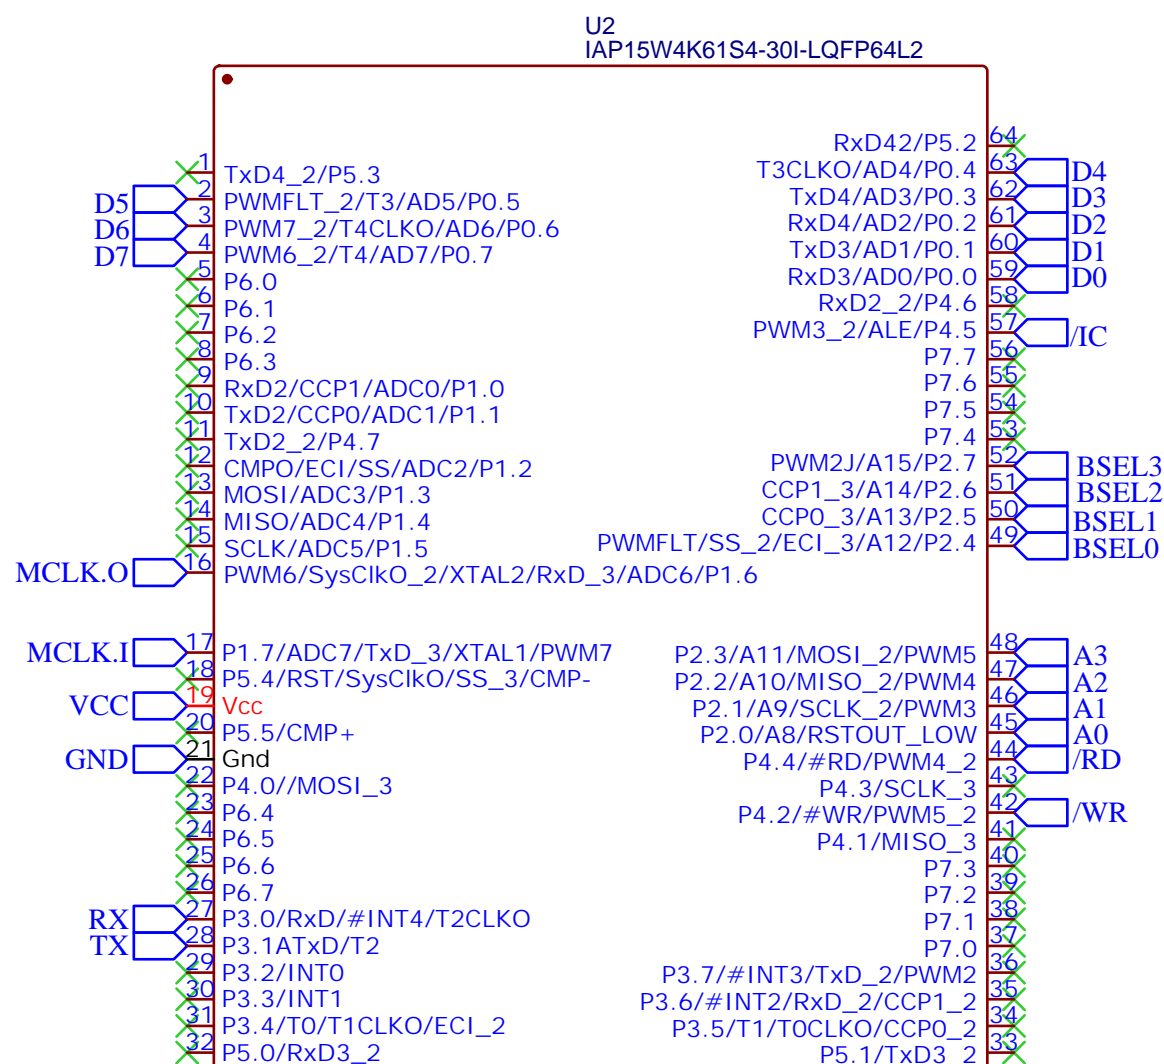 U2
IAP15W4K61S4-30I-LQFP64L2
1 TxD4_2/P5.3
D5 2 PWMFLT_2/T3/AD5/P0.5
D6 3 PWM7_2/T4CLKO/AD6/P0.6
D7 4 PWM6_2/T4/AD7/P0.7
5 P6.0
6 P6.1
7 P6.2
8 P6.3
9 RxD2/CCP1/ADC0/P1.0
10 TxD2/CCP0/ADC1/P1.1
11 TxD2_2/P4.7
12 CMPO/ECI/SS/ADC2/P1.2
13 MOSI/ADC3/P1.3
14 MISO/ADC4/P1.4
15 SCLK/ADC5/P1.5
MCLK.O 16 PWM6/SysClkO_2/XTAL2/RxD_3/ADC6/P1.6
MCLK.I 17 P1.7/ADC7/TxD_3/XTAL1/PWM7
18 P5.4/RST/SysClkO/SS_3/CMP-
VCC 19 Vcc
20 P5.5/CMP+
GND 21 Gnd
22 P4.0//MOSI_3
23 P6.4
24 P6.5
25 P6.6
26 P6.7
RX 27 P3.0/RxD/#INT4/T2CLKO
TX 28 P3.1ATxD/T2
29 P3.2/INT0
30 P3.3/INT1
31 P3.4/T0/T1CLKO/ECI_2
32 P5.0/RxD3_2
RxD42/P5.2 64
T3CLKO/AD4/P0.4 63 D4
TxD4/AD3/P0.3 62 D3
RxD4/AD2/P0.2 61 D2
TxD3/AD1/P0.1 60 D1
RxD3/AD0/P0.0 59 D0
RxD2_2/P4.6 58
PWM3_2/ALE/P4.5 57 /IC
P7.7 56
P7.6 55
P7.5 54
P7.4 53
PWM2J/A15/P2.7 52 BSEL3
CCP1_3/A14/P2.6 51 BSEL2
CCP0_3/A13/P2.5 50 BSEL1
PWMFLT/SS_2/ECI_3/A12/P2.4 49 BSEL0
P2.3/A11/MOSI_2/PWM5 48 A3
P2.2/A10/MISO_2/PWM4 47 A2
P2.1/A9/SCLK_2/PWM3 46 A1
P2.0/A8/RSTOUT_LOW 45 A0
P4.4/#RD/PWM4_2 44 /RD
P4.3/SCLK_3 43
P4.2/#WR/PWM5_2 42 /WR
P4.1/MISO_3 41
P7.3 40
P7.2 39
P7.1 38
P7.0 37
P3.7/#INT3/TxD_2/PWM2 36
P3.6/#INT2/RxD_2/CCP1_2 35
P3.5/T1/T0CLKO/CCP0_2 34
P5.1/TxD3_2 33